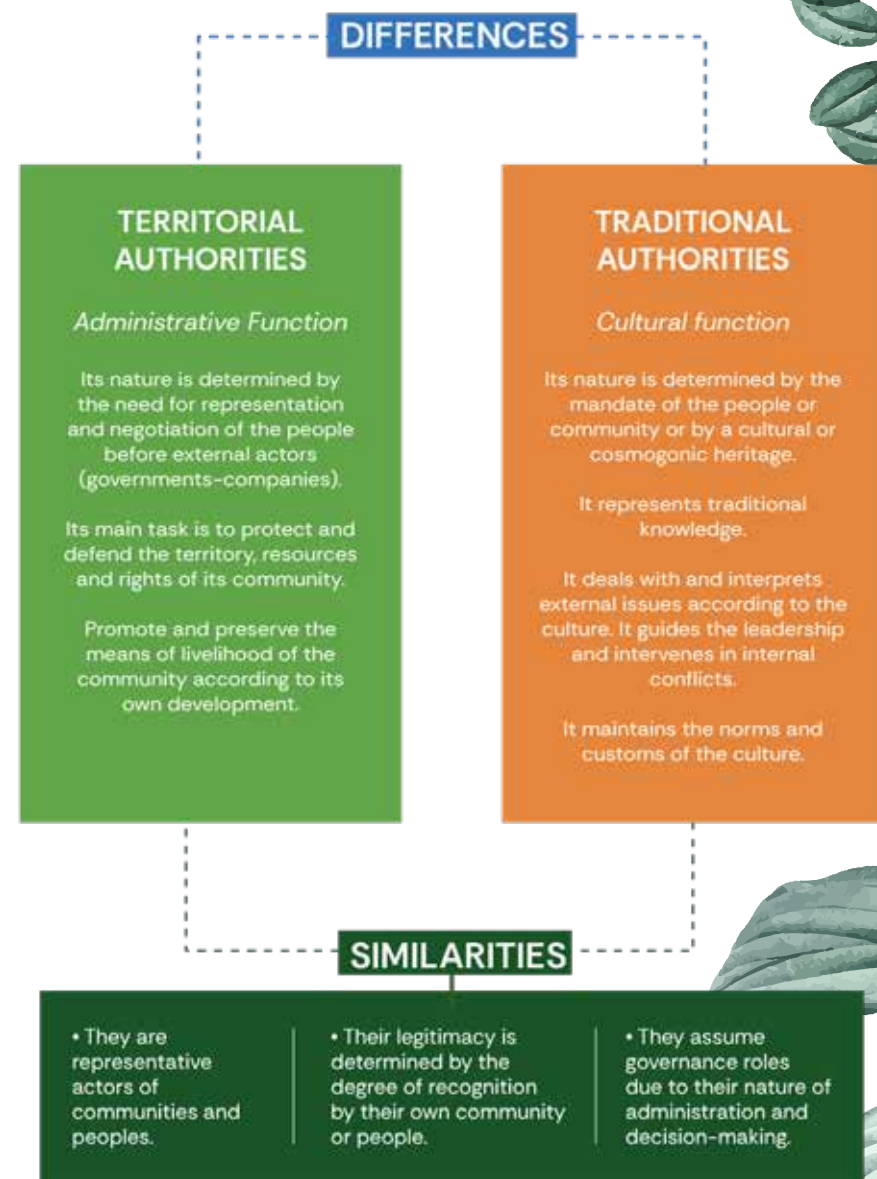 DIFFERENCES
TERRITORIAL
AUTHORITIES
Administrative Function
Its nature is determined by
the need for representation
and negotiation of the people
before external actors
(governments-companies).
Its main task is to protect and
defend the territory, resources
and rights of its community.
Promote and preserve the
means of livelihood of the
community according to its
own development.
TRADITIONAL
AUTHORITIES
Cultural function
Its nature is determined by the
mandate of the people or
community or by a cultural or
cosmogonic heritage.
It represents traditional
knowledge.
It deals with and interprets
external issues according to the
culture. It guides the leadership
and intervenes in internal
conflicts.
It maintains the norms and
customs of the culture.
SIMILARITIES
• They are
representative
actors of
communities and
peoples.
• Their legitimacy is
determined by the
degree of recognition
by their own community
or people.
• They assume
governance roles
due to their nature of
administration and
decision-making.